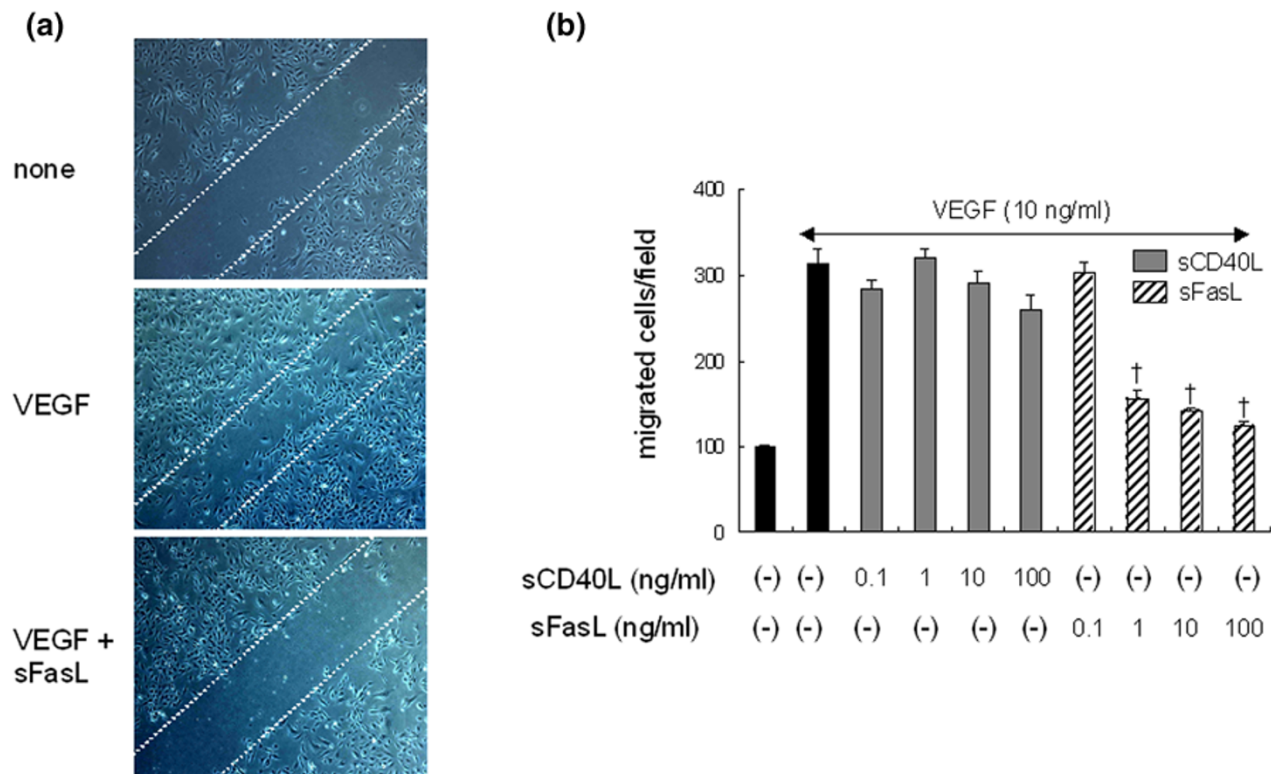 (a)
none
VEGF
VEGF +
sFasL
(b)
migrated cells/field
400
300
200
100
0
VEGF (10 ng/ml)
sCD40L
sFasL
† † †
sCD40L (ng/ml) (-) (-) 0.1 1 10 100 (-) (-) (-) (-)
sFasL (ng/ml) (-) (-) (-) (-) (-) (-) 0.1 1 10 100